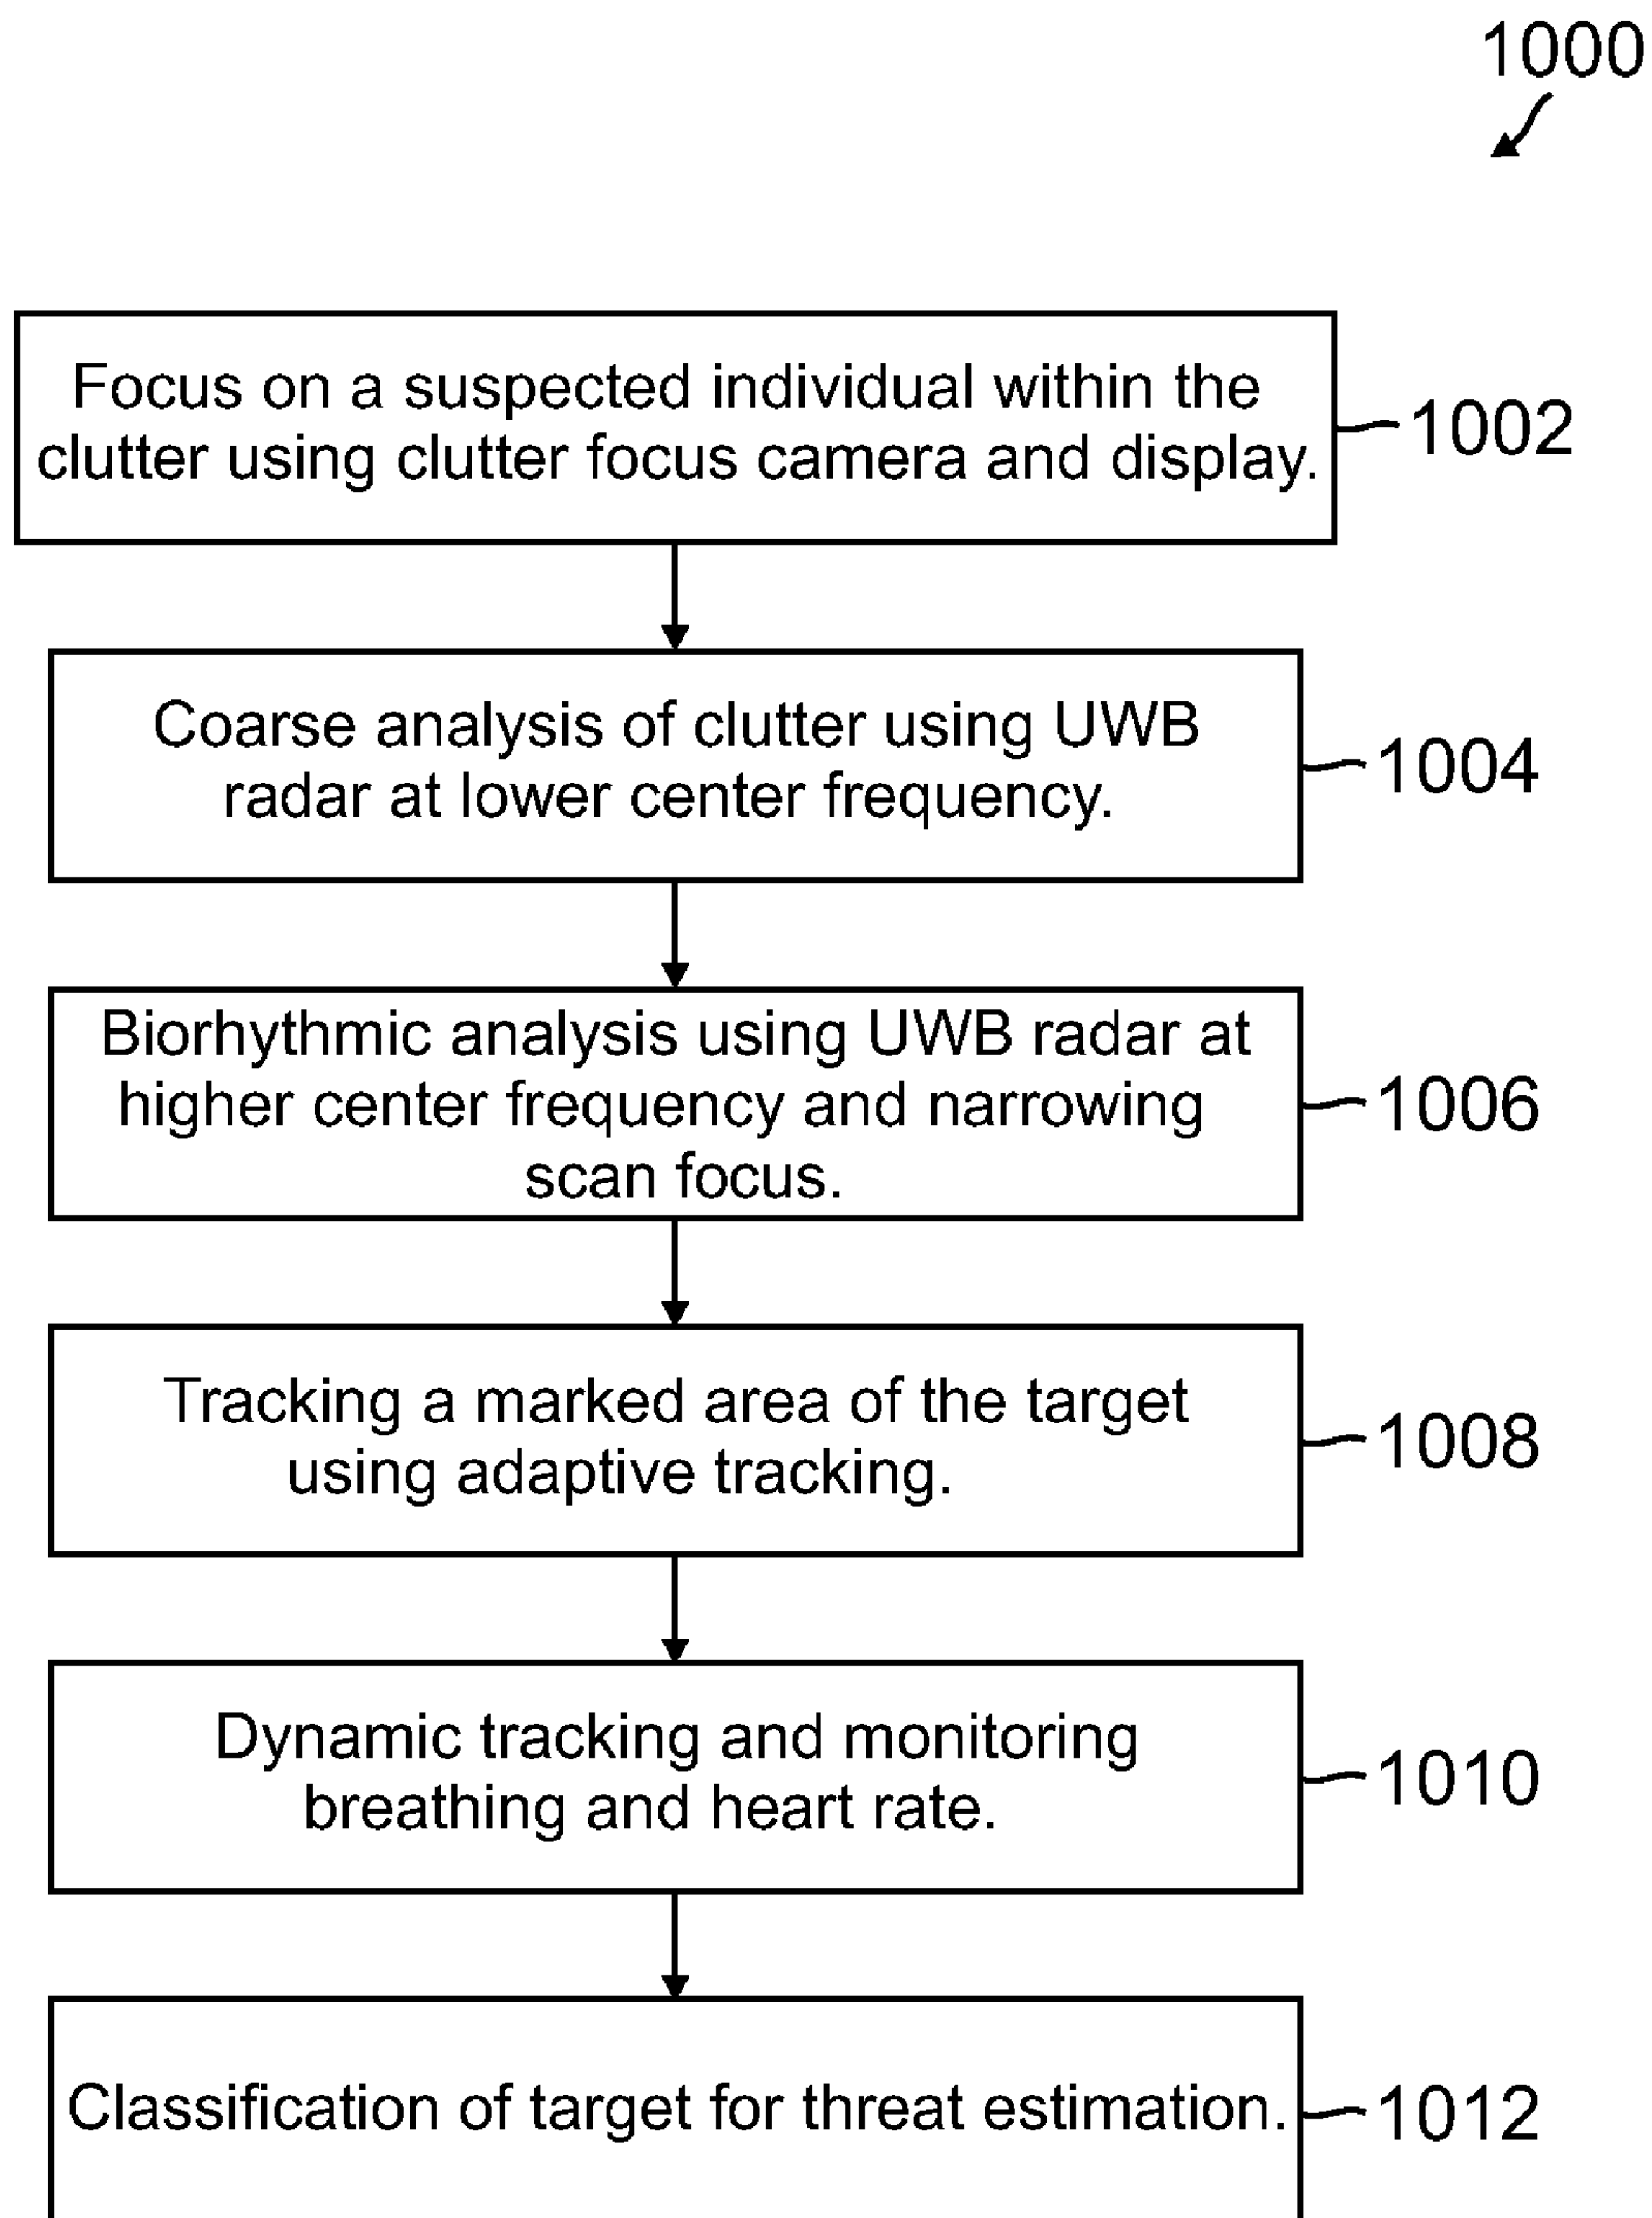 1000
Focus on a suspected individual within the
clutter using clutter focus camera and display.
1002
Coarse analysis of clutter using UWB
radar at lower center frequency.
1004
Biorhythmic analysis using UWB radar at
higher center frequency and narrowing
scan focus.
1006
Tracking a marked area of the target
using adaptive tracking.
1008
Dynamic tracking and monitoring
breathing and heart rate.
1010
Classification of target for threat estimation.
1012